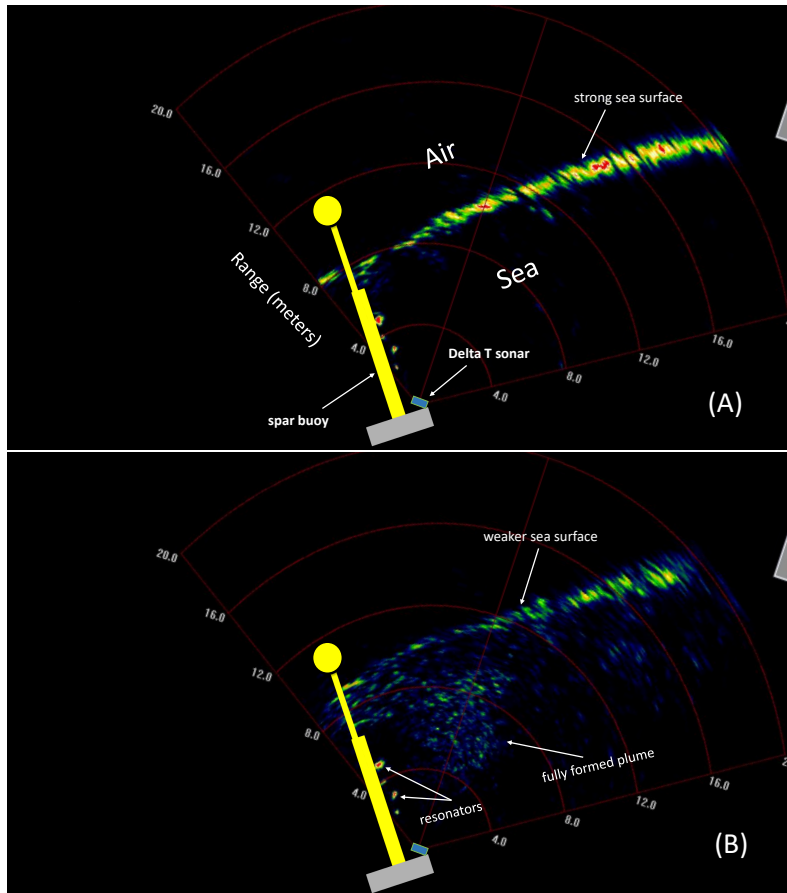 20.0
strong sea surface
16.0
Air
12.0
Sea
Range (meters)
8.0
4.0
Delta T sonar
16.0
12.0
8.0
4.0
spar buoy
(A)
weaker sea surface
20.0
16.0
12.0
8.0
fully formed plume
4.0
resonators
16.0
12.0
8.0
4.0
(B)